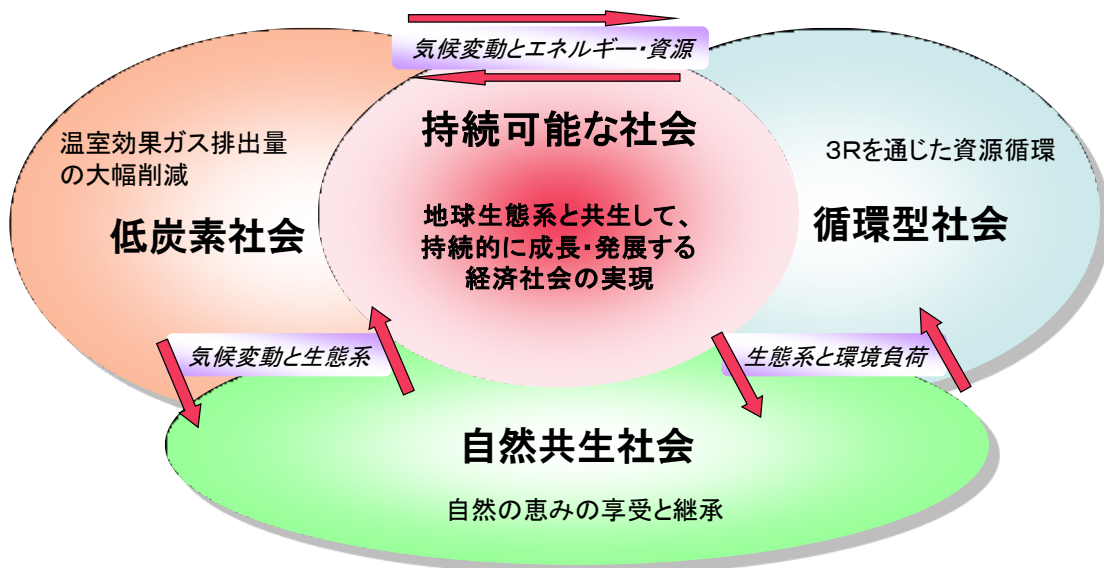 気候変動とエネルギー・資源
持続可能な社会
温室効果ガス排出量
の大幅削減
低炭素社会
3Rを通じた資源循環
循環型社会
地球生態系と共生して、
持続的に成長・発展する
経済社会の実現
気候変動と生態系
生態系と環境負荷
自然共生社会
自然の恵みの享受と継承